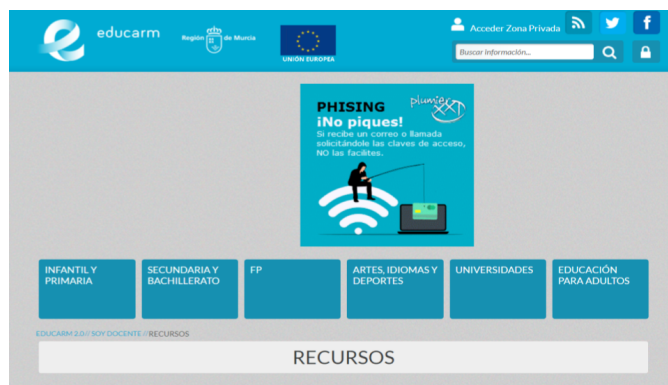 educarm
Región de Murcia
UNIÓN EUROPEA
Acceder Zona Privada
Buscar Información...
PHISING
¡No piques!
plumier XXI
Si recibe un correo o llamada
solicitándole las claves de acceso,
NO las facilites.
INFANTIL Y
PRIMARIA
SECUNDARIA Y
BACHILLERATO
FP
ARTES, IDIOMAS Y
DEPORTES
UNIVERSIDADES
EDUCACIÓN
PARA ADULTOS
EDUCARM 2.0// SOY DOCENTE //RECURSOS
RECURSOS